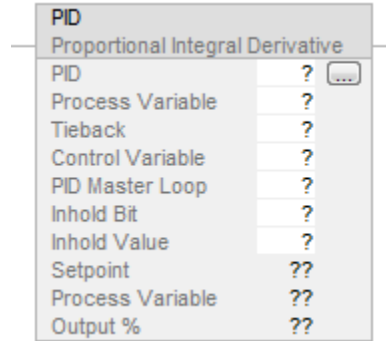 PID
Proportional Integral Derivative
PID ? ...
Process Variable ?
Tieback ?
Control Variable ?
PID Master Loop ?
Inhold Bit ?
Inhold Value ?
Setpoint ??
Process Variable ??
Output % ??